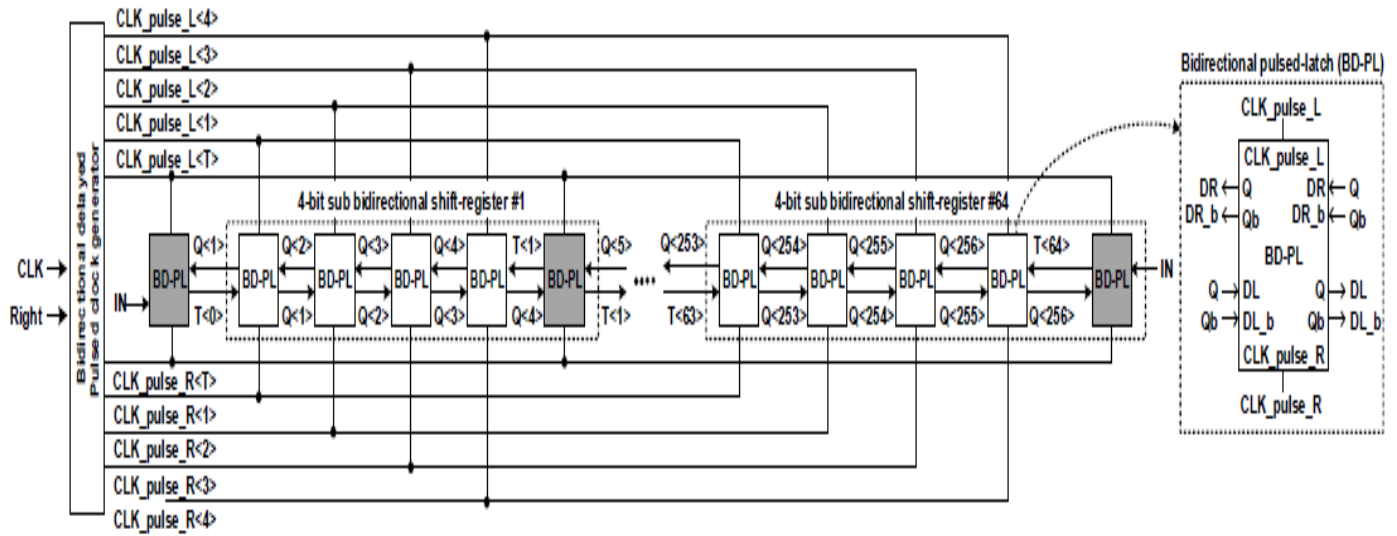 CLK_pulse_L<4>
CLK_pulse_L<3>
CLK_pulse_L<2>
CLK_pulse_L<1>
CLK_pulse_L<T>
Bidirectional delayed
Pulsed clock generator
CLK
Right
4-bit sub bidirectional shift-register #1
4-bit sub bidirectional shift-register #64
Q<1> Q<2> Q<3> Q<4> T<1> Q<5> Q<253> Q<254> Q<255> Q<256> T<64>
IN BD-PL BD-PL BD-PL BD-PL BD-PL BD-PL BD-PL BD-PL BD-PL BD-PL BD-PL IN
T<0> Q<1> Q<2> Q<3> Q<4> T<1> T<63> Q<253> Q<254> Q<255> Q<256>
CLK_pulse_R<T>
CLK_pulse_R<1>
CLK_pulse_R<2>
CLK_pulse_R<3>
CLK_pulse_R<4>
Bidirectional pulsed-latch (BD-PL)
CLK_pulse_L
CLK_pulse_L
DR Q DR Q
DR_b Qb DR_b Qb
BD-PL
Q DL Q DL
Qb DL_b Qb DL_b
CLK_pulse_R
CLK_pulse_R